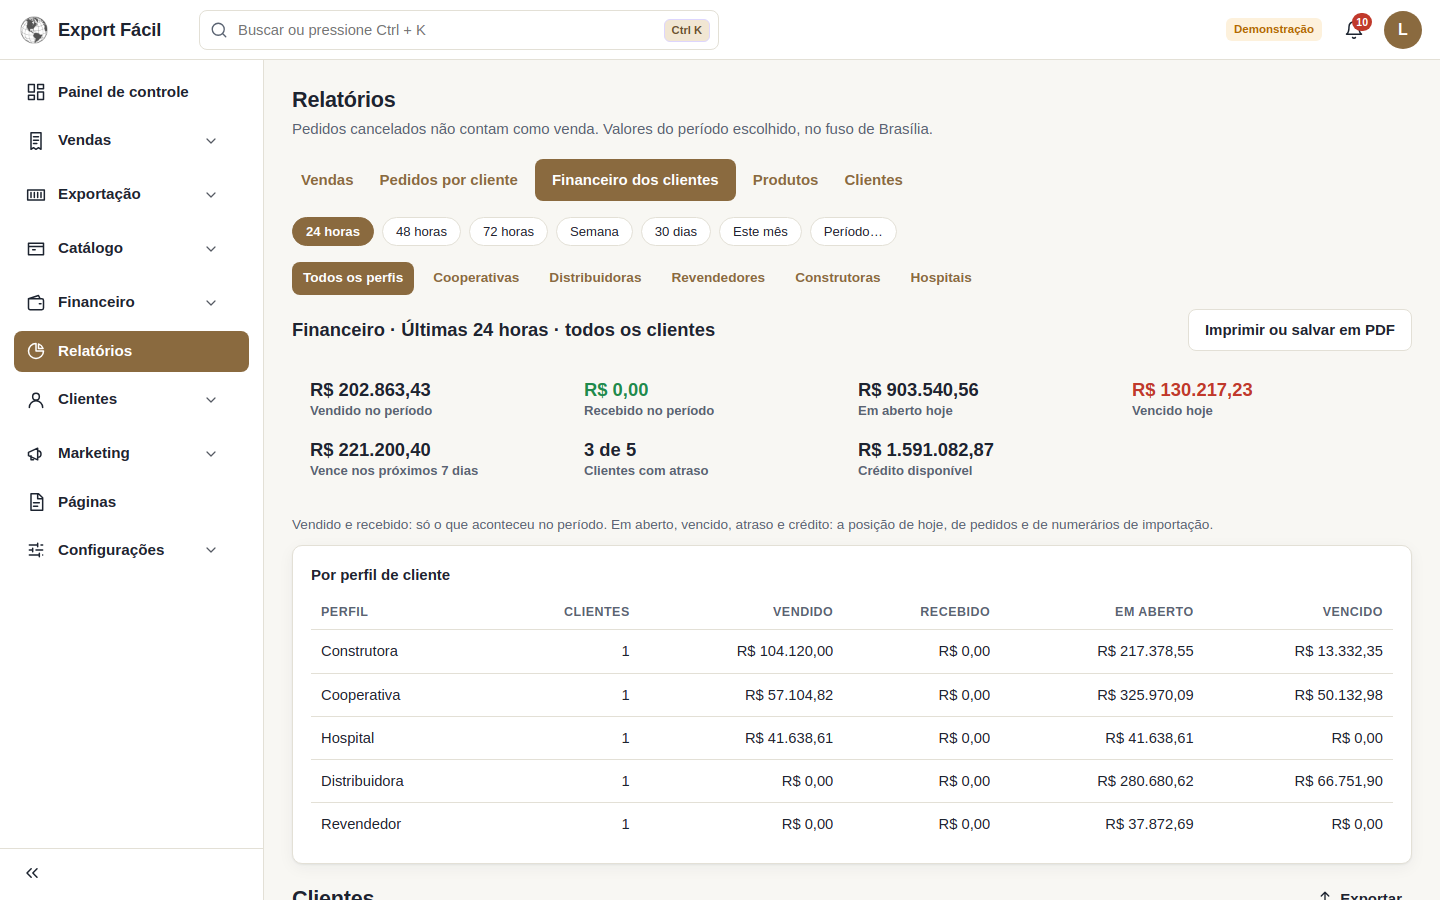 Export Fácil
Buscar ou pressione Ctrl + K
Ctrl K
Demonstração
10
L
Painel de controle
Vendas
Exportação
Catálogo
Financeiro
Relatórios
Clientes
Marketing
Páginas
Configurações
Relatórios
Pedidos cancelados não contam como venda. Valores do período escolhido, no fuso de Brasília.
Vendas Pedidos por cliente Financeiro dos clientes Produtos Clientes
24 horas 48 horas 72 horas Semana 30 dias Este mês Período…
Todos os perfis Cooperativas Distribuidoras Revendedores Construtoras Hospitais
Financeiro · Últimas 24 horas · todos os clientes
Imprimir ou salvar em PDF
R$ 202.863,43 R$ 0,00 R$ 903.540,56 R$ 130.217,23
Vendido no período Recebido no período Em aberto hoje Vencido hoje
R$ 221.200,40 3 de 5 R$ 1.591.082,87
Vence nos próximos 7 dias Clientes com atraso Crédito disponível
Vendido e recebido: só o que aconteceu no período. Em aberto, vencido, atraso e crédito: a posição de hoje, de pedidos e de numerários de importação.
Por perfil de cliente
PERFIL CLIENTES VENDIDO RECEBIDO EM ABERTO VENCIDO
Construtora 1 R$ 104.120,00 R$ 0,00 R$ 217.378,55 R$ 13.332,35
Cooperativa 1 R$ 57.104,82 R$ 0,00 R$ 325.970,09 R$ 50.132,98
Hospital 1 R$ 41.638,61 R$ 0,00 R$ 41.638,61 R$ 0,00
Distribuidora 1 R$ 0,00 R$ 0,00 R$ 280.680,62 R$ 66.751,90
Revendedor 1 R$ 0,00 R$ 0,00 R$ 37.872,69 R$ 0,00
Clientes
Exportar